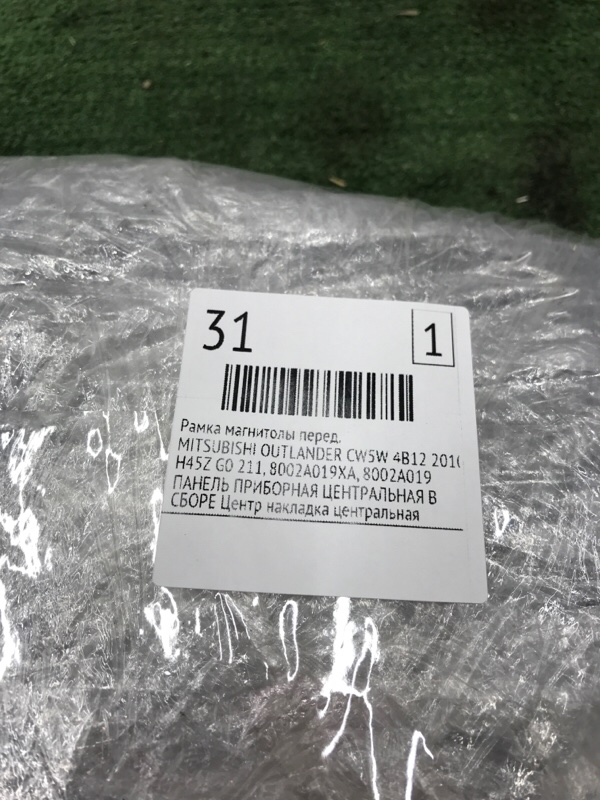 31
1
Рамка магнитолы перед.
MITSUBISHI OUTLANDER CW5W 4B12 2010
H45Z G0 211, 8002A019XA, 8002A019
ПАНЕЛЬ ПРИБОРНАЯ ЦЕНТРАЛЬНАЯ В
СБОРЕ Центр накладка центральная